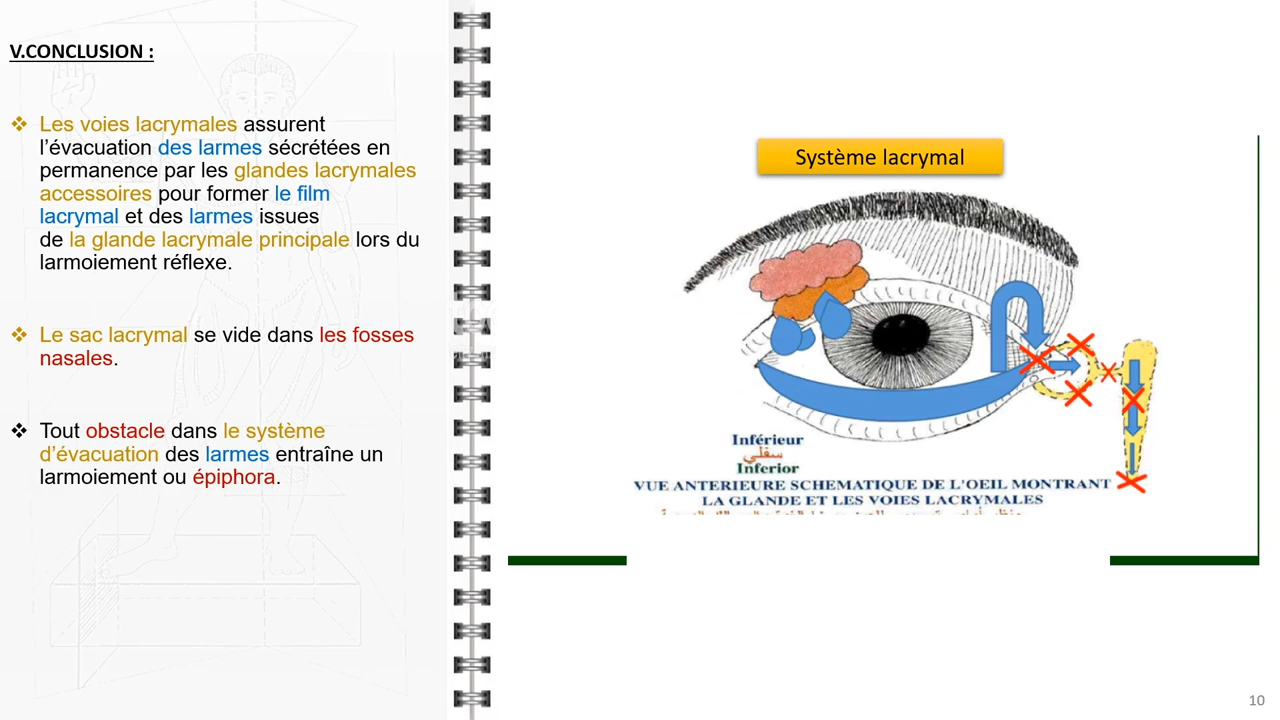 V.CONCLUSION :
❖ Les voies lacrymales assurent
l’évacuation des larmes sécrétées en
permanence par les glandes lacrymales
accessoires pour former le film
lacrymal et des larmes issues
de la glande lacrymale principale lors du
larmoiement réflexe.
❖ Le sac lacrymal se vide dans les fosses
nasales.
❖ Tout obstacle dans le système
d’évacuation des larmes entraîne un
larmoiement ou épiphora.
Système lacrymal
Inférieur
سفلي
Inferior
VUE ANTERIEURE SCHEMATIQUE DE L'OEIL MONTRANT
LA GLANDE ET LES VOIES LACRYMALES
10